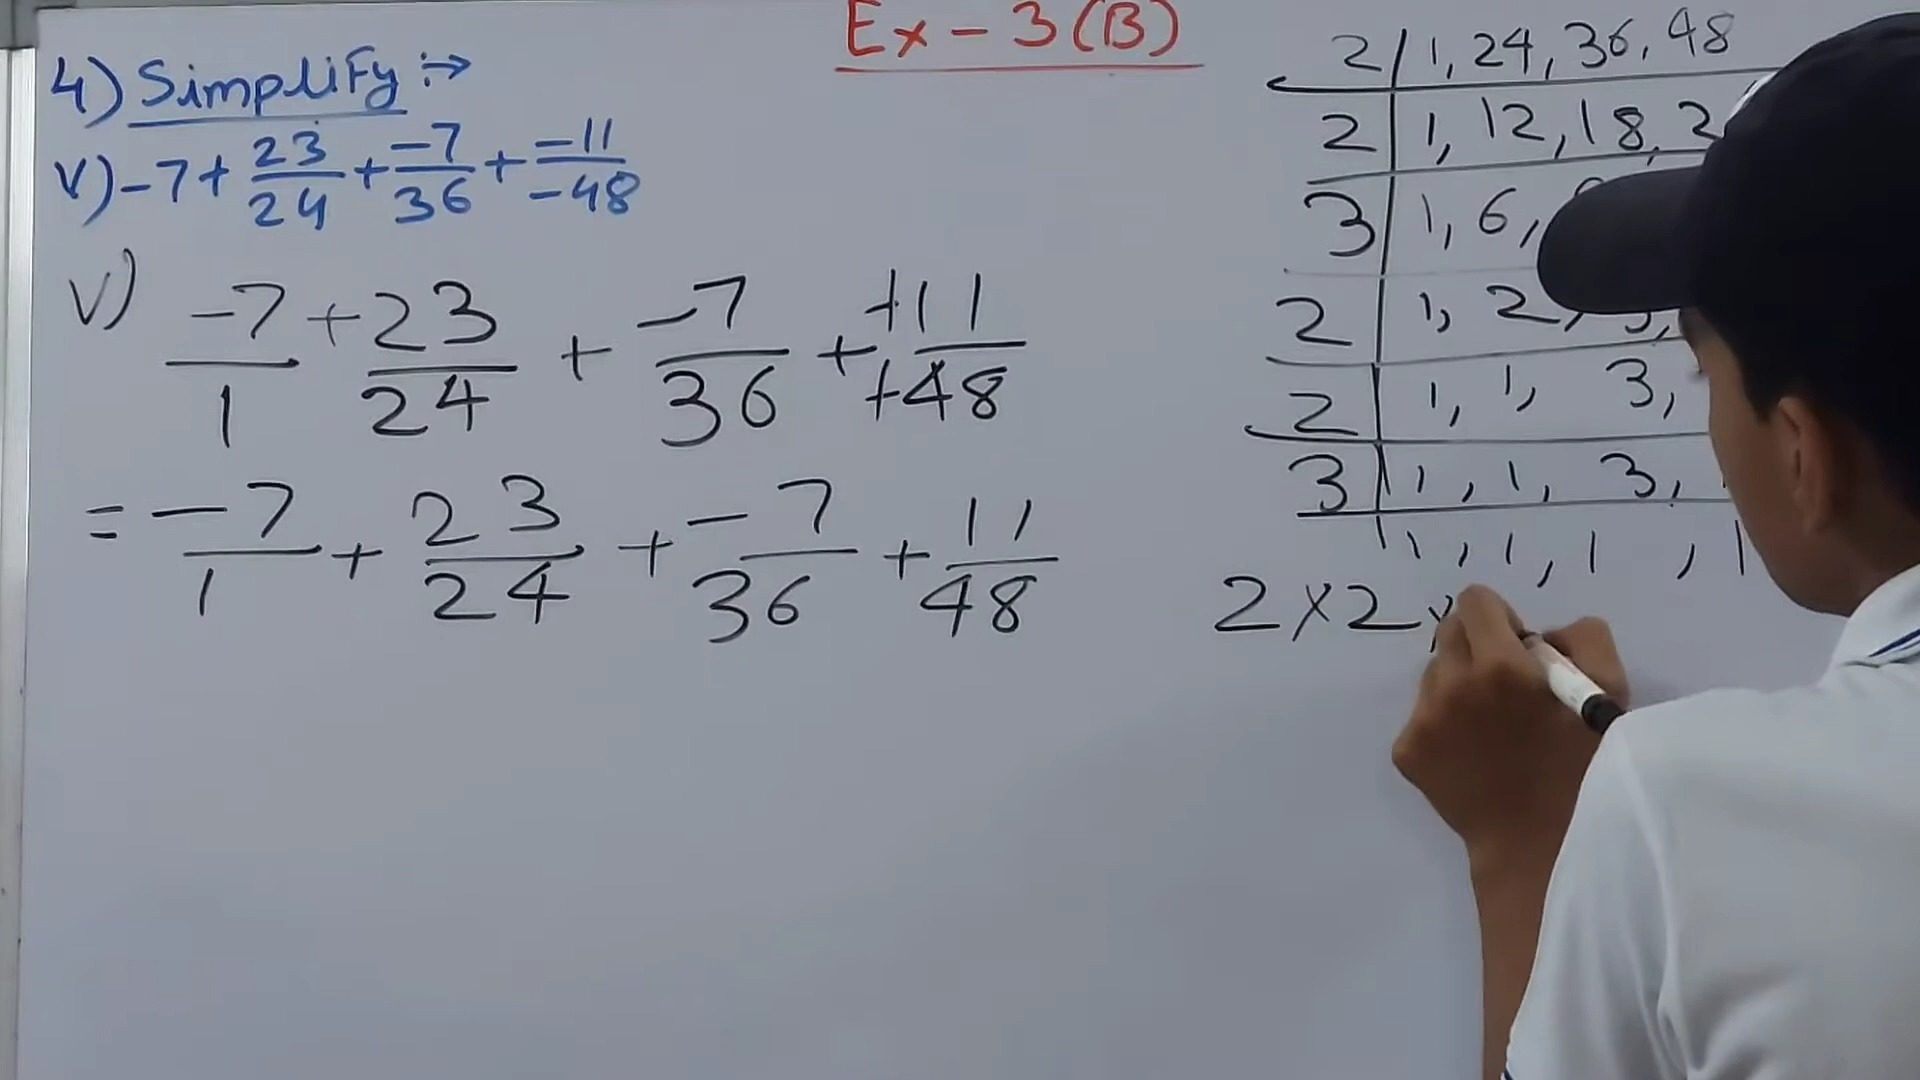 Ex - 3 (B)
4) Simplify :→
v) -7 + 23/24 + -7/36 + -11/-48
v) -7/1 + 23/24 + -7/36 + +11/+48
= -7/1 + 23/24 + -7/36 + 11/48
2 | 1, 24, 36, 48
2 | 1, 12, 18, 2
3 | 1, 6,
2 | 1, 2,
2 | 1, 1, 3,
3 | 1, 1, 3,
1, 1, 1, 1
2 × 2 ×